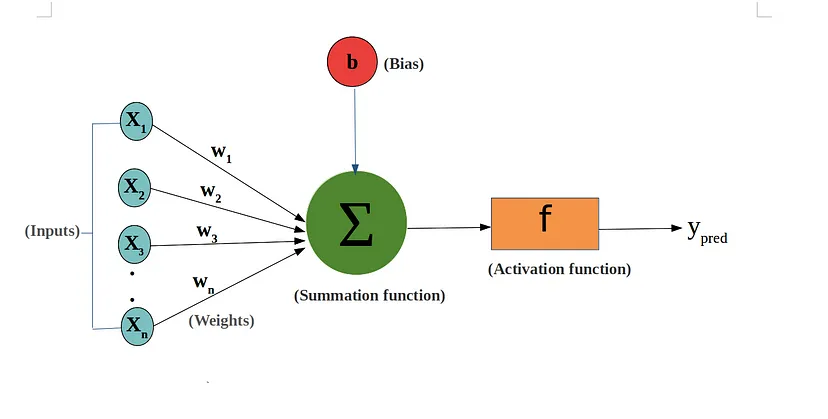 b (Bias)
X1
w1
X2
w2
(Inputs)
X3
w3
Σ
f
ypred
(Activation function)
wn
(Summation function)
Xn
(Weights)